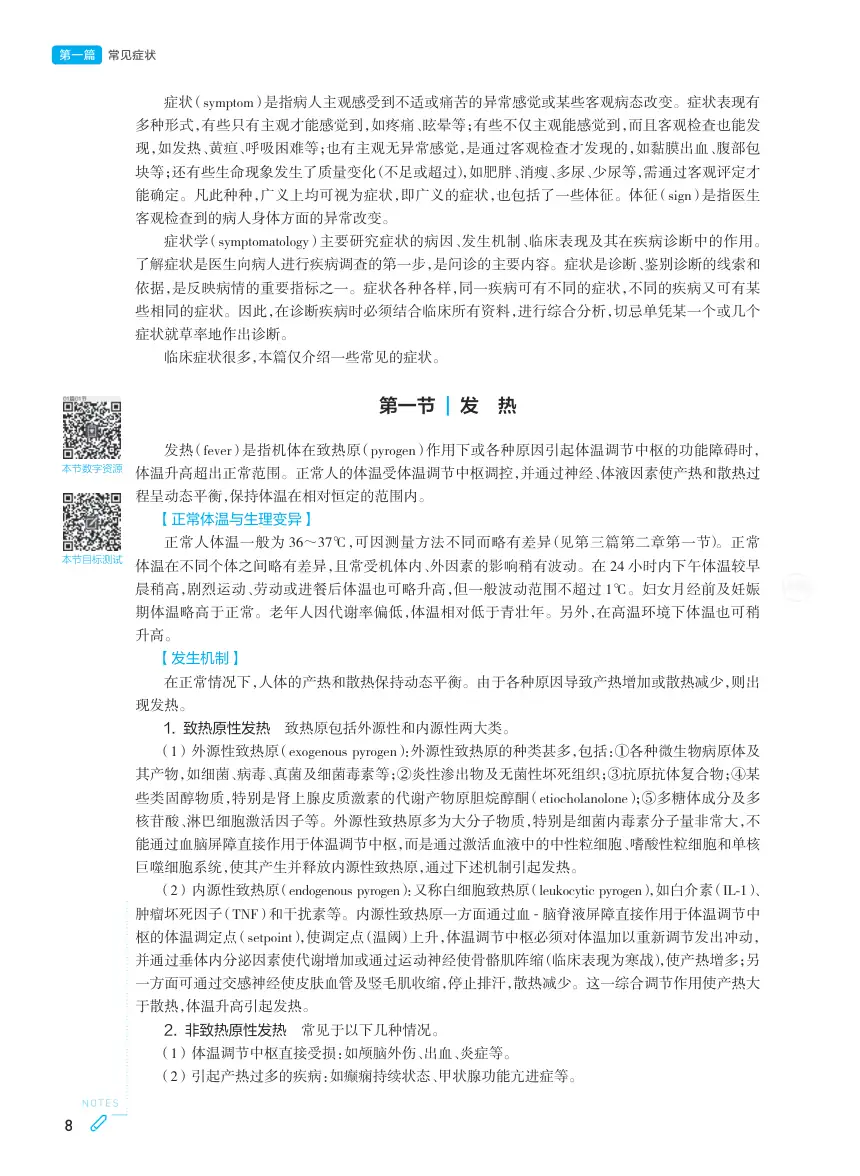 第一篇 常见症状
症状（symptom）是指病人主观感受到不适或痛苦的异常感觉或某些客观病态改变。症状表现有
多种形式，有些只有主观才能感觉到，如疼痛、眩晕等；有些不仅主观能感觉到，而且客观检查也能发
现，如发热、黄疸、呼吸困难等；也有主观无异常感觉，是通过客观检查才发现的，如黏膜出血、腹部包
块等；还有些生命现象发生了质量变化（不足或超过），如肥胖、消瘦、多尿、少尿等，需通过客观评定才
能确定。凡此种种，广义上均可视为症状，即广义的症状，也包括了一些体征。体征（sign）是指医生
客观检查到的病人身体方面的异常改变。
症状学（symptomatology）主要研究症状的病因、发生机制、临床表现及其在疾病诊断中的作用。
了解症状是医生向病人进行疾病调查的第一步，是问诊的主要内容。症状是诊断、鉴别诊断的线索和
依据，是反映病情的重要指标之一。症状各种各样，同一疾病可有不同的症状，不同的疾病又可有某
些相同的症状。因此，在诊断疾病时必须结合临床所有资料，进行综合分析，切忌单凭某一个或几个
症状就草率地作出诊断。
临床症状很多，本篇仅介绍一些常见的症状。
第一节 | 发 热
01篇01节
本节数字资源
本节目标测试
发热（fever）是指机体在致热原（pyrogen）作用下或各种原因引起体温调节中枢的功能障碍时，
体温升高超出正常范围。正常人的体温受体温调节中枢调控，并通过神经、体液因素使产热和散热过
程呈动态平衡，保持体温在相对恒定的范围内。
【正常体温与生理变异】
正常人体温一般为 36～37℃，可因测量方法不同而略有差异（见第三篇第二章第一节）。正常
体温在不同个体之间略有差异，且常受机体内、外因素的影响稍有波动。在 24 小时内下午体温较早
晨稍高，剧烈运动、劳动或进餐后体温也可略升高，但一般波动范围不超过 1℃。妇女月经前及妊娠
期体温略高于正常。老年人因代谢率偏低，体温相对低于青壮年。另外，在高温环境下体温也可稍
升高。
【发生机制】
在正常情况下，人体的产热和散热保持动态平衡。由于各种原因导致产热增加或散热减少，则出
现发热。
1. 致热原性发热 致热原包括外源性和内源性两大类。
（1）外源性致热原（exogenous pyrogen）：外源性致热原的种类甚多，包括：①各种微生物病原体及
其产物，如细菌、病毒、真菌及细菌毒素等；②炎性渗出物及无菌性坏死组织；③抗原抗体复合物；④某
些类固醇物质，特别是肾上腺皮质激素的代谢产物原胆烷醇酮（etiocholanolone）；⑤多糖体成分及多
核苷酸、淋巴细胞激活因子等。外源性致热原多为大分子物质，特别是细菌内毒素分子量非常大，不
能通过血脑屏障直接作用于体温调节中枢，而是通过激活血液中的中性粒细胞、嗜酸性粒细胞和单核
巨噬细胞系统，使其产生并释放内源性致热原，通过下述机制引起发热。
（2）内源性致热原（endogenous pyrogen）：又称白细胞致热原（leukocytic pyrogen），如白介素（IL-1）、
肿瘤坏死因子（TNF）和干扰素等。内源性致热原一方面通过血 - 脑脊液屏障直接作用于体温调节中
枢的体温调定点（setpoint），使调定点（温阈）上升，体温调节中枢必须对体温加以重新调节发出冲动，
并通过垂体内分泌因素使代谢增加或通过运动神经使骨骼肌阵缩（临床表现为寒战），使产热增多；另
一方面可通过交感神经使皮肤血管及竖毛肌收缩，停止排汗，散热减少。这一综合调节作用使产热大
于散热，体温升高引起发热。
2. 非致热原性发热 常见于以下几种情况。
（1）体温调节中枢直接受损：如颅脑外伤、出血、炎症等。
（2）引起产热过多的疾病：如癫痫持续状态、甲状腺功能亢进症等。
NOTES
8